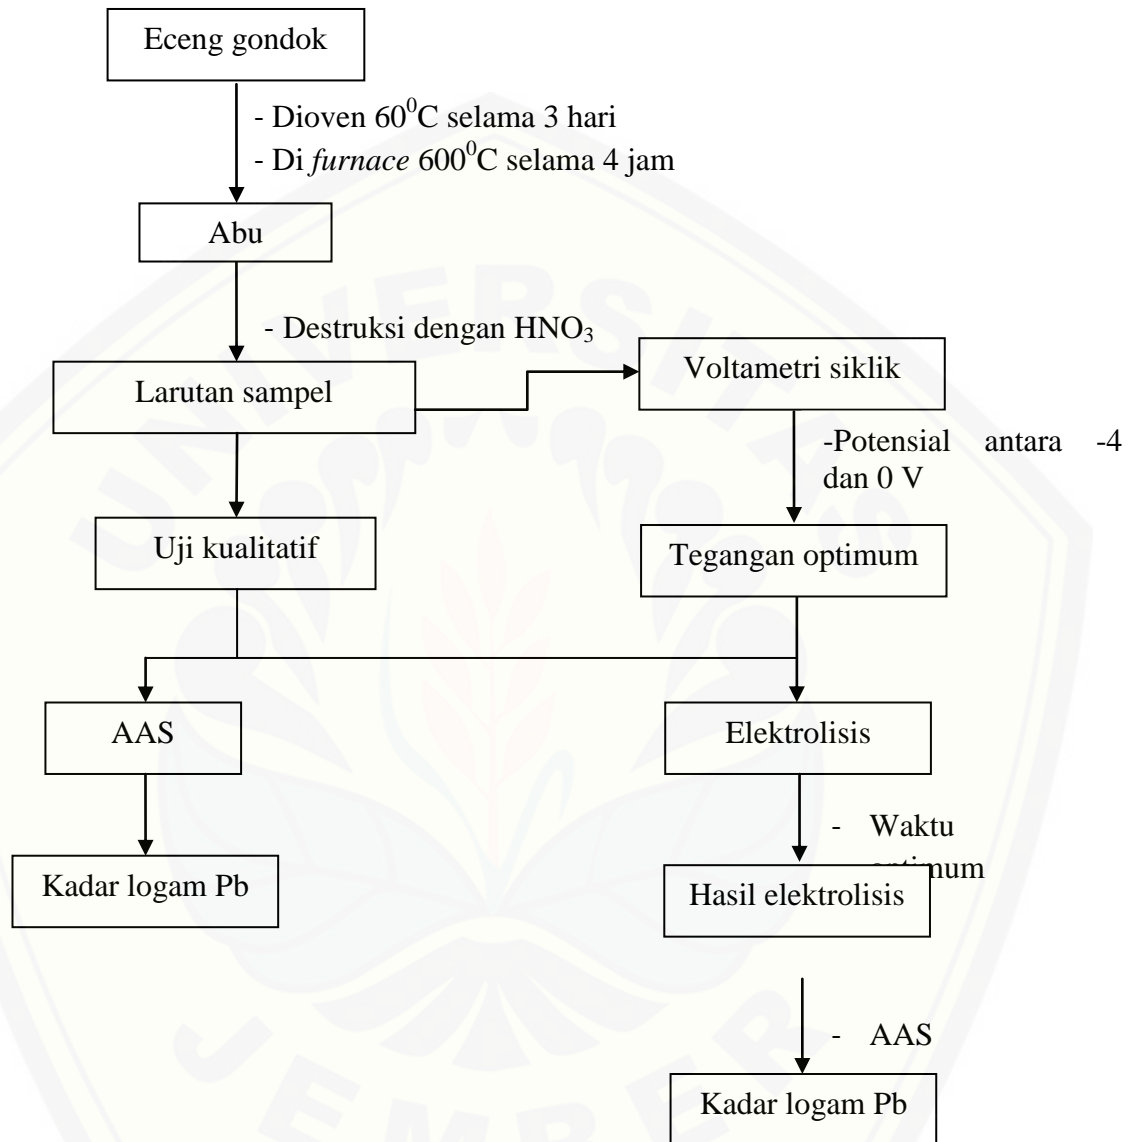 Eceng gondok
- Dioven 60⁰C selama 3 hari
- Di furnace 600⁰C selama 4 jam
Abu
- Destruksi dengan HNO₃
Larutan sampel
Voltametri siklik
-Potensial antara -4
dan 0 V
Uji kualitatif
Tegangan optimum
AAS
Elektrolisis
- Waktu
Kadar logam Pb
Hasil elektrolisis
- AAS
Kadar logam Pb
UNIVERSITAS
JEMBER